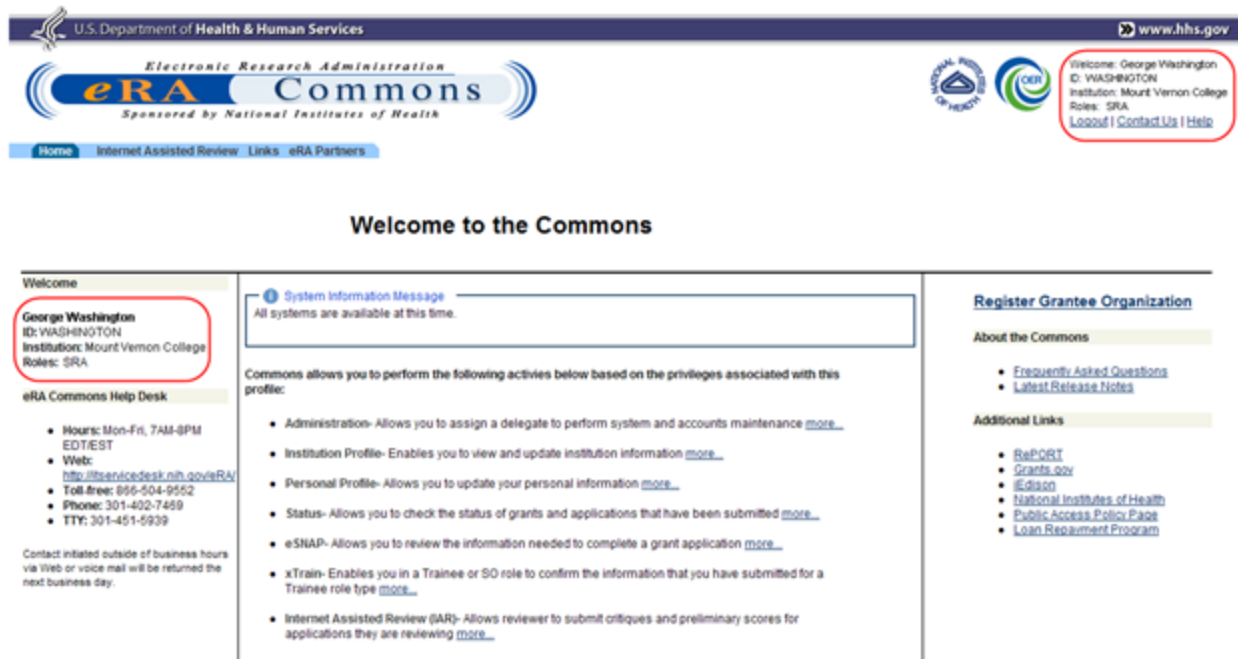 U.S. Department of Health & Human Services
www.hhs.gov
Electronic Research Administration
eRA Commons
Sponsored by National Institutes of Health
NATIONAL INSTITUTES OF HEALTH
OER
Welcome: George Washington
ID: WASHINGTON
Institution: Mount Vernon College
Roles: SRA
Logout | Contact Us | Help
Home Internet Assisted Review Links eRA Partners
Welcome to the Commons
Welcome
George Washington
ID: WASHINGTON
Institution: Mount Vernon College
Roles: SRA
eRA Commons Help Desk
Hours: Mon-Fri, 7AM-8PM
EDT/EST
Web:
http://itservicedesk.nih.gov/eRA/
Toll-free: 866-504-9552
Phone: 301-402-7469
TTY: 301-451-5939
Contact initiated outside of business hours
via Web or voice mail will be returned the
next business day.
System Information Message
All systems are available at this time.
Commons allows you to perform the following activies below based on the privileges associated with this
profile:
Administration- Allows you to assign a delegate to perform system and accounts maintenance more...
Institution Profile- Enables you to view and update institution information more...
Personal Profile- Allows you to update your personal information more...
Status- Allows you to check the status of grants and applications that have been submitted more...
eSNAP- Allows you to review the information needed to complete a grant application more...
xTrain- Enables you in a Trainee or SO role to confirm the information that you have submitted for a
Trainee role type more...
Internet Assisted Review (IAR)- Allows reviewer to submit critiques and preliminary scores for
applications they are reviewing more...
Register Grantee Organization
About the Commons
Frequently Asked Questions
Latest Release Notes
Additional Links
RePORT
Grants.gov
iEdison
National Institutes of Health
Public Access Policy Page
Loan Repayment Program